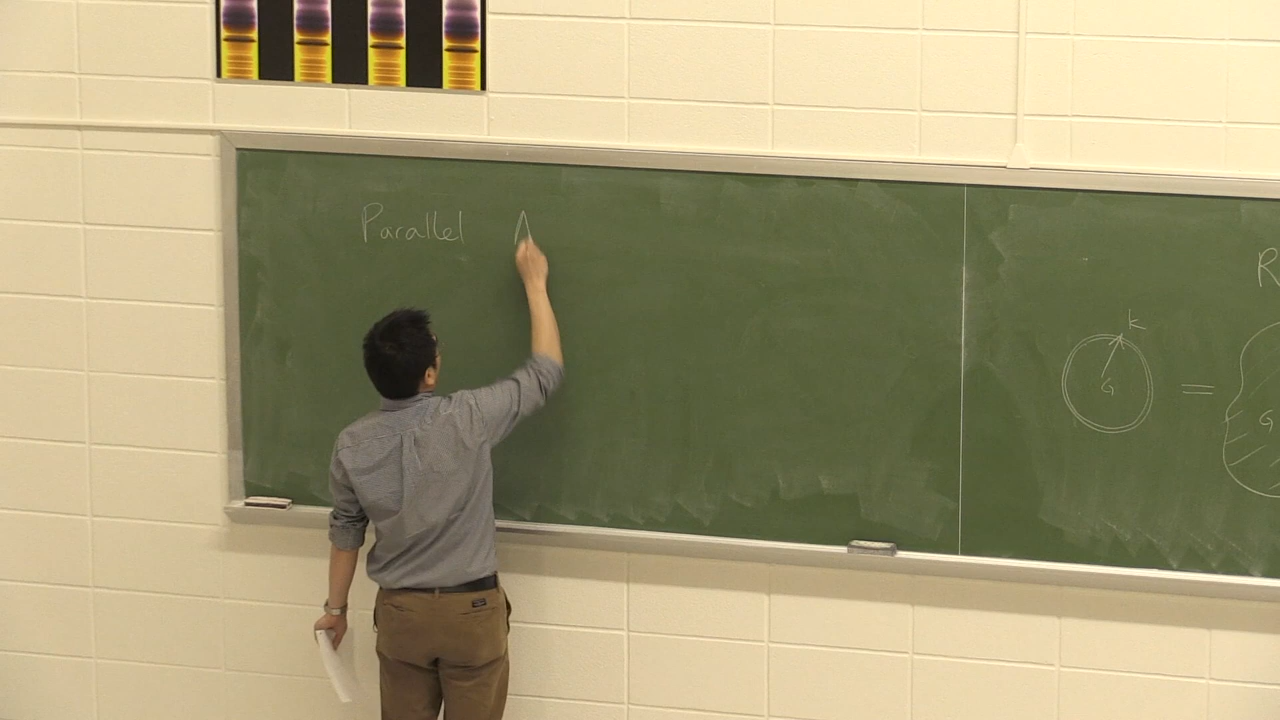 Parallel A
R
k
G =
G